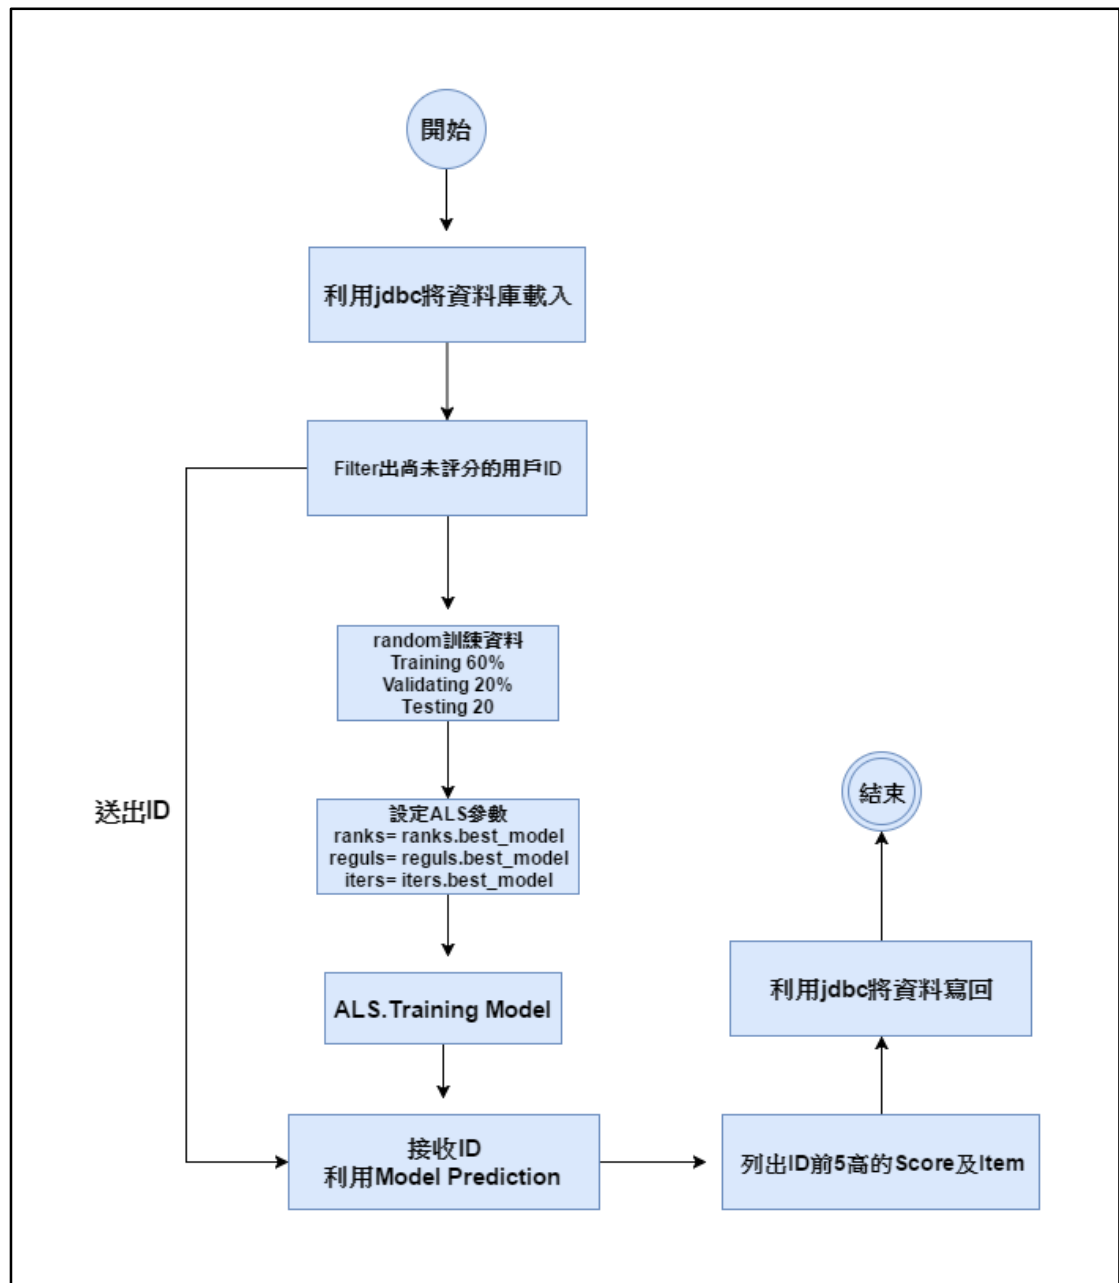 開始
利用jdbc將資料庫載入
Filter出尚未評分的用戶ID
random訓練資料
Training 60%
Validating 20%
Testing 20
送出ID
設定ALS參數
ranks= ranks.best_model
reguls= reguls.best_model
iters= iters.best_model
ALS.Training Model
接收ID
利用Model Prediction
列出ID前5高的Score及Item
利用jdbc將資料寫回
結束